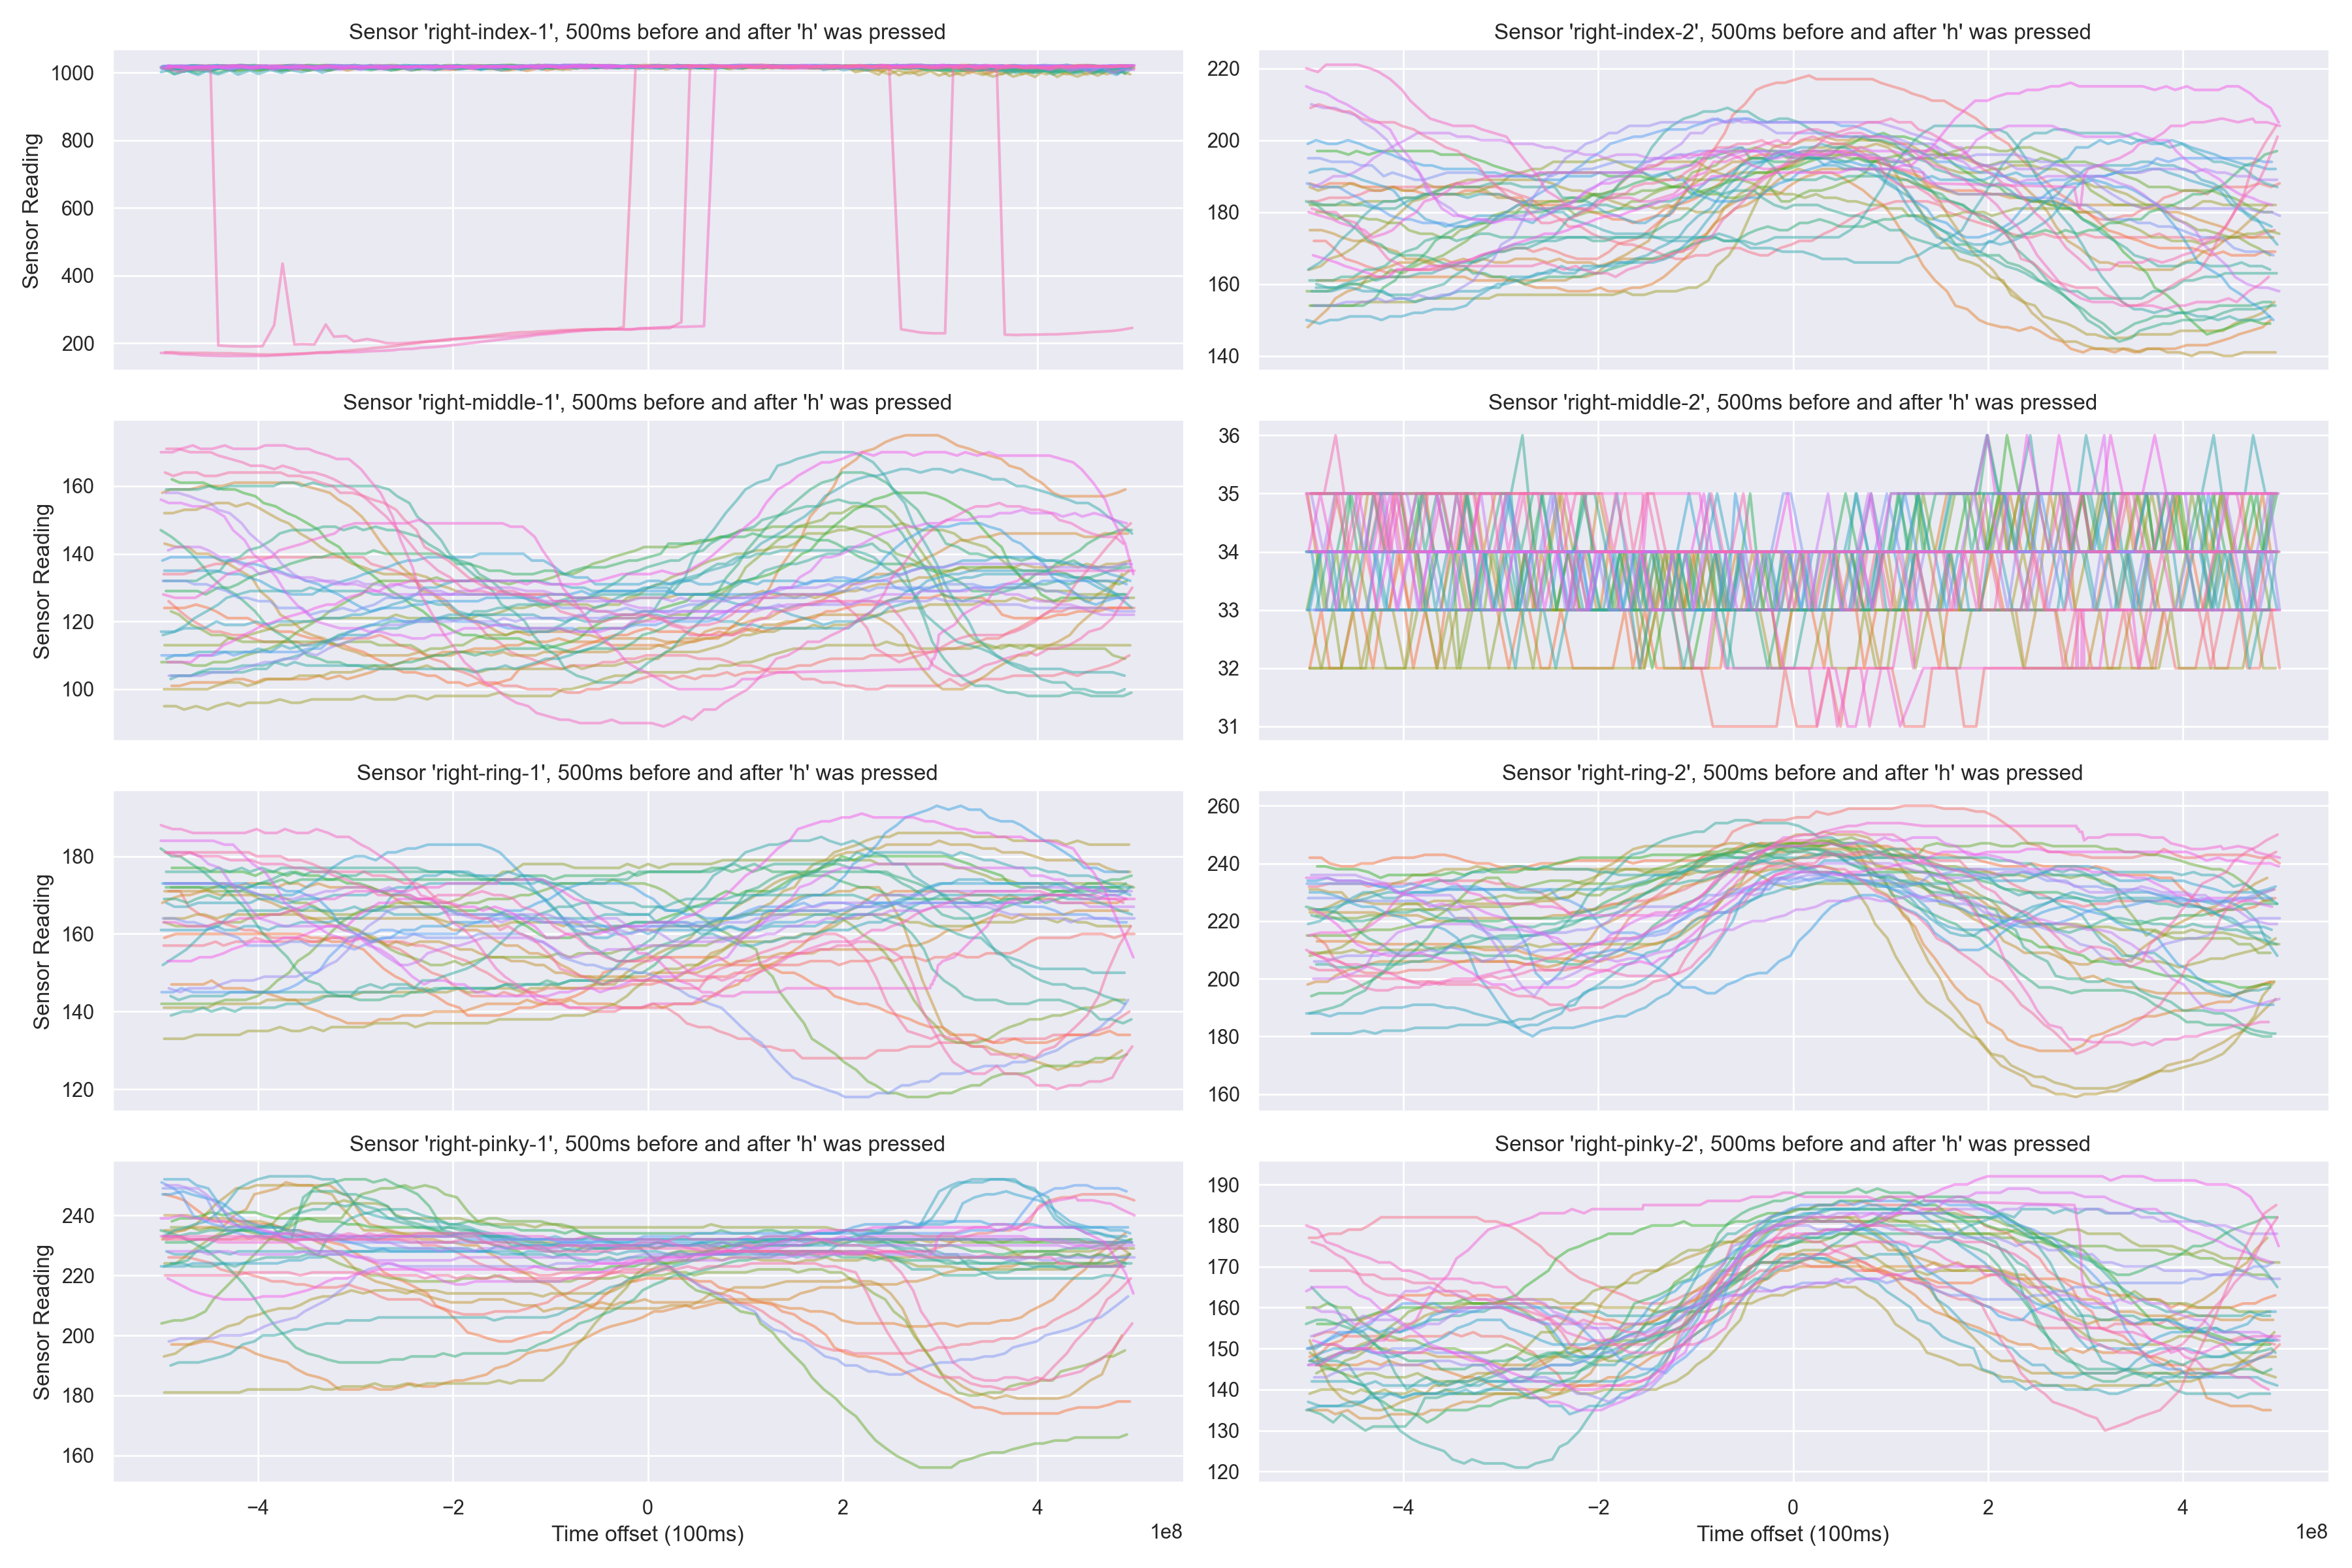 Sensor 'right-index-1', 500ms before and after 'h' was pressed
Sensor Reading
1000
800
600
400
200
Sensor 'right-index-2', 500ms before and after 'h' was pressed
220
200
180
160
140
Sensor 'right-middle-1', 500ms before and after 'h' was pressed
Sensor Reading
160
140
120
100
Sensor 'right-middle-2', 500ms before and after 'h' was pressed
36
35
34
33
32
31
Sensor 'right-ring-1', 500ms before and after 'h' was pressed
Sensor Reading
180
160
140
120
Sensor 'right-ring-2', 500ms before and after 'h' was pressed
260
240
220
200
180
160
Sensor 'right-pinky-1', 500ms before and after 'h' was pressed
Sensor Reading
240
220
200
180
160
−4 −2 0 2 4
Time offset (100ms)
1e8
Sensor 'right-pinky-2', 500ms before and after 'h' was pressed
190
180
170
160
150
140
130
120
−4 −2 0 2 4
Time offset (100ms)
1e8